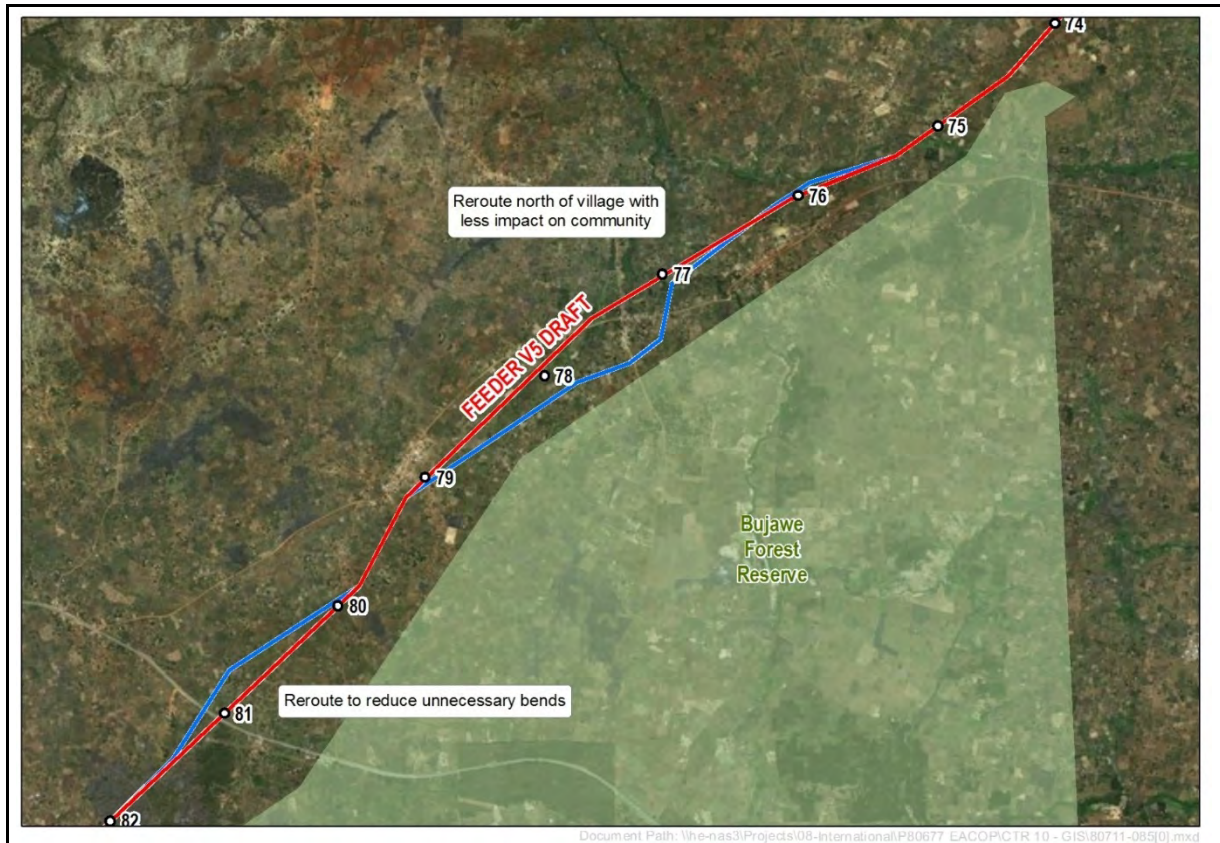 74
75
76
Reroute north of village with
less impact on community
77
FEEDER V5 DRAFT
78
79
Bujawe
Forest
Reserve
80
Reroute to reduce unnecessary bends
81
82
Document Path: \\he-nas3\Projects\08-International\P80677 EACOP\CTR 10 - GIS\80711-085[0].mxd